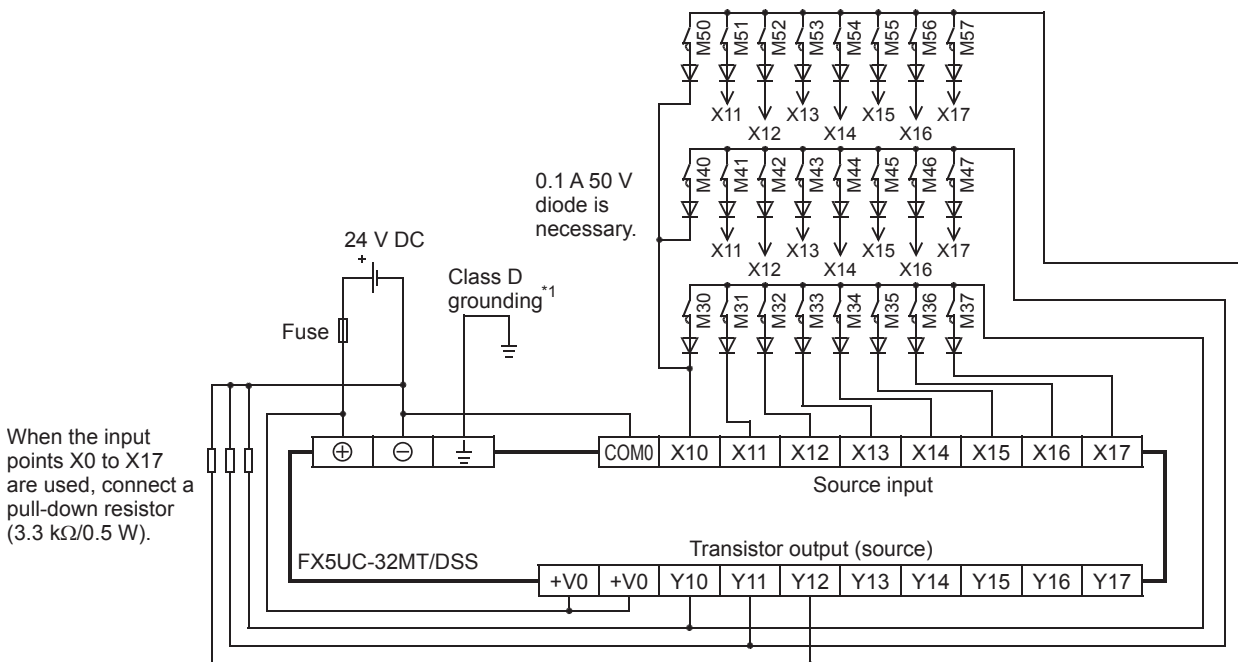 M50 M51 M52 M53 M54 M55 M56 M57
X11 X13 X15 X17
X12 X14 X16
M40 M41 M42 M43 M44 M45 M46 M47
0.1 A 50 V
diode is
necessary.
X11 X13 X15 X17
X12 X14 X16
24 V DC
+
Class D
grounding*1
M30 M31 M32 M33 M34 M35 M36 M37
Fuse
When the input
points X0 to X17
are used, connect a
pull-down resistor
(3.3 kΩ/0.5 W).
+ − COM0 X10 X11 X12 X13 X14 X15 X16 X17
Source input
Transistor output (source)
FX5UC-32MT/DSS
+V0 +V0 Y10 Y11 Y12 Y13 Y14 Y15 Y16 Y17